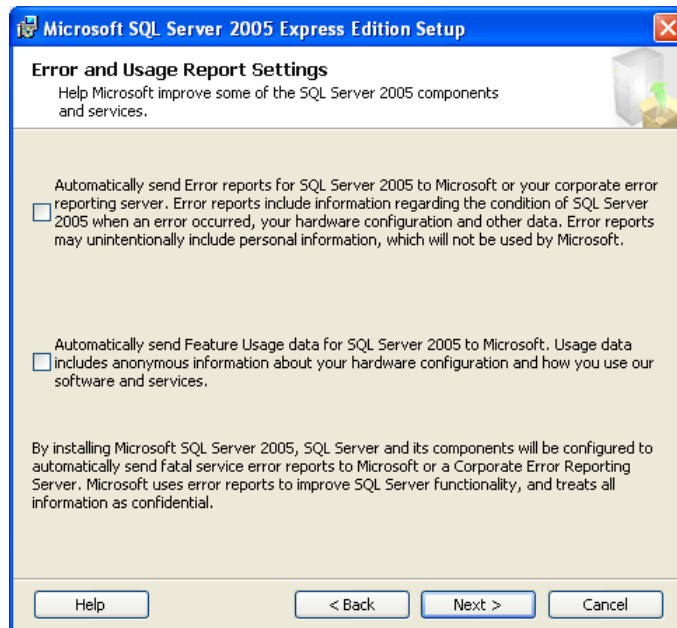 Microsoft SQL Server 2005 Express Edition Setup
Error and Usage Report Settings
Help Microsoft improve some of the SQL Server 2005 components
and services.
Automatically send Error reports for SQL Server 2005 to Microsoft or your corporate error
reporting server. Error reports include information regarding the condition of SQL Server
2005 when an error occurred, your hardware configuration and other data. Error reports
may unintentionally include personal information, which will not be used by Microsoft.
Automatically send Feature Usage data for SQL Server 2005 to Microsoft. Usage data
includes anonymous information about your hardware configuration and how you use our
software and services.
By installing Microsoft SQL Server 2005, SQL Server and its components will be configured to
automatically send fatal service error reports to Microsoft or a Corporate Error Reporting
Server. Microsoft uses error reports to improve SQL Server functionality, and treats all
information as confidential.
Help < Back Next > Cancel